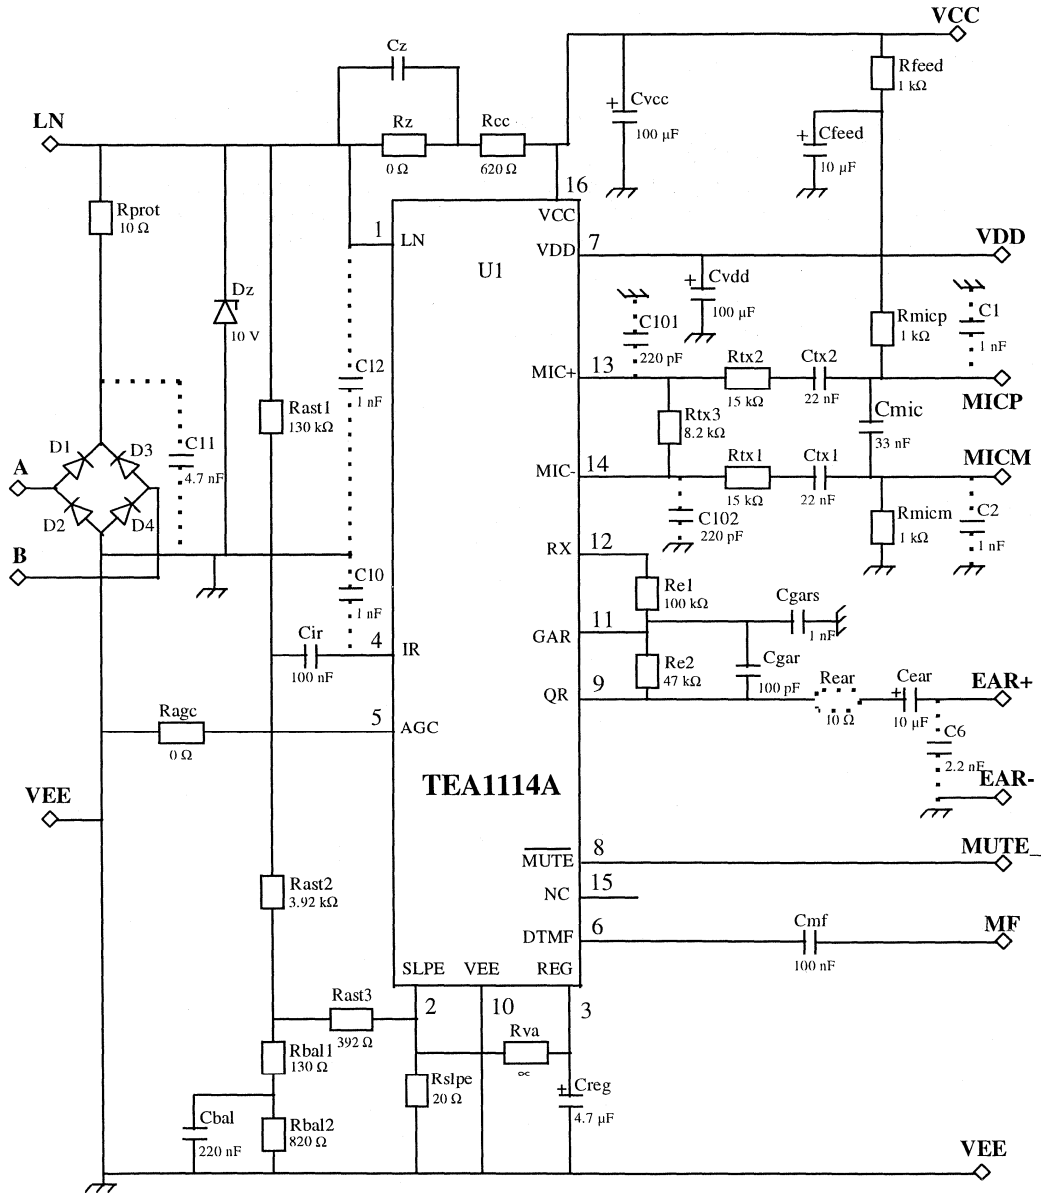 VCC
Cz
Rfeed
1 kΩ
Cvcc
+
100 µF
LN
Rz
0 Ω
Rcc
620 Ω
Cfeed
+
10 µF
16
VCC
Rprot
10 Ω
1
LN
U1
VDD
7
VDD
Cvdd
+
100 µF
Dz
10 V
C101
220 pF
Rmicp
1 kΩ
C1
1 nF
C12
1 nF
MIC+
13
Rtx2
15 kΩ
Ctx2
22 nF
MICP
Rast1
130 kΩ
Rtx3
8.2 kΩ
Cmic
33 nF
D1
D3
C11
4.7 nF
A
D2
D4
MIC-
14
Rtx1
15 kΩ
Ctx1
22 nF
MICM
C102
220 pF
Rmicm
1 kΩ
C2
1 nF
B
RX
12
C10
1 nF
Re1
100 kΩ
Cgars
1 nF
Cir
100 nF
4
IR
GAR
11
Re2
47 kΩ
Cgar
100 pF
QR
9
Rear
10 Ω
Cear
+
10 µF
EAR+
Ragc
0 Ω
5
AGC
C6
2.2 nF
EAR-
TEA1114A
VEE
MUTE
8
MUTE_
Rast2
3.92 kΩ
NC
15
DTMF
6
Cmf
100 nF
MF
SLPE
VEE
REG
Rast3
392 Ω
2
10
3
Rva
∝
Rbal1
130 Ω
Rslpe
20 Ω
Creg
+
4.7 µF
Cbal
220 nF
Rbal2
820 Ω
VEE